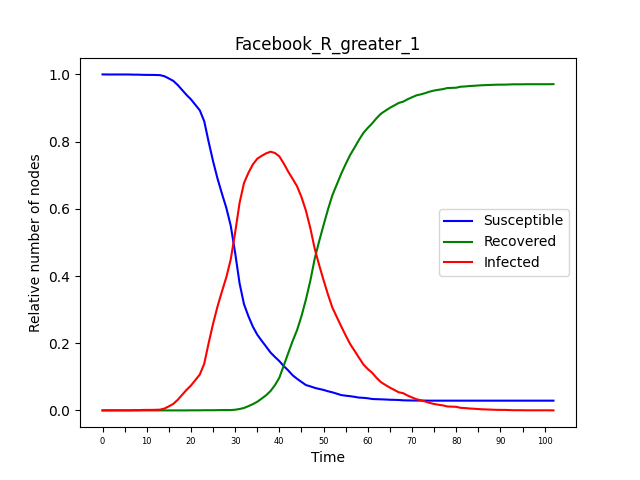 Facebook_R_greater_1
Relative number of nodes
1.0
0.8
0.6
0.4
0.2
0.0
Susceptible
Recovered
Infected
0 10 20 30 40 50 60 70 80 90 100
Time